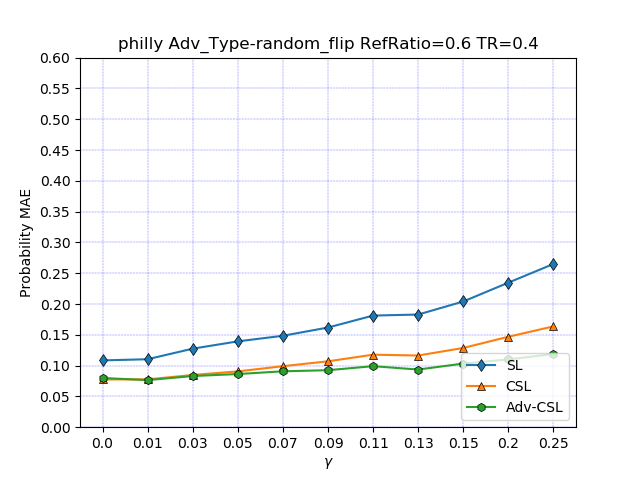 philly Adv_Type-random_flip RefRatio=0.6 TR=0.4
Probability MAE
0.60
0.55
0.50
0.45
0.40
0.35
0.30
0.25
0.20
0.15
0.10
0.05
0.00
SL
CSL
Adv-CSL
0.0 0.01 0.03 0.05 0.07 0.09 0.11 0.13 0.15 0.2 0.25
γ